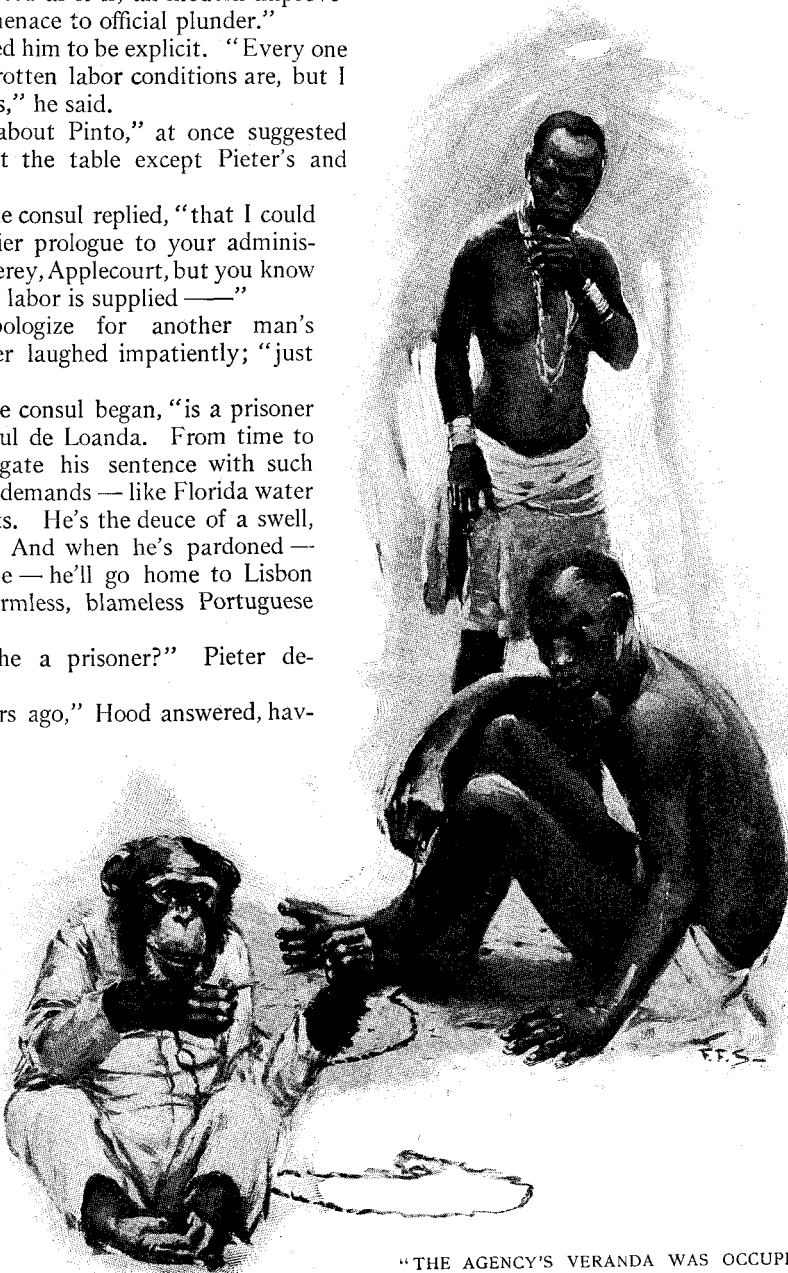 menace to official plunder.”
ed him to be explicit. “Every one
rotten labor conditions are, but I
s,” he said.
about Pinto,” at once suggested
t the table except Pieter's and
e consul replied, “that I could
ier prologue to your adminis-
erey, Applecourt, but you know
labor is supplied ——”
pologize for another man's
er laughed impatiently; “just
e consul began, “is a prisoner
ul de Loanda. From time to
gate his sentence with such
demands — like Florida water
ts. He's the deuce of a swell,
And when he's pardoned —
e — he'll go home to Lisbon
rmless, blameless Portuguese
he a prisoner?” Pieter de-
rs ago,” Hood answered, hav-
F.F.S—
“THE AGENCY'S VERANDA WAS OCCUPI